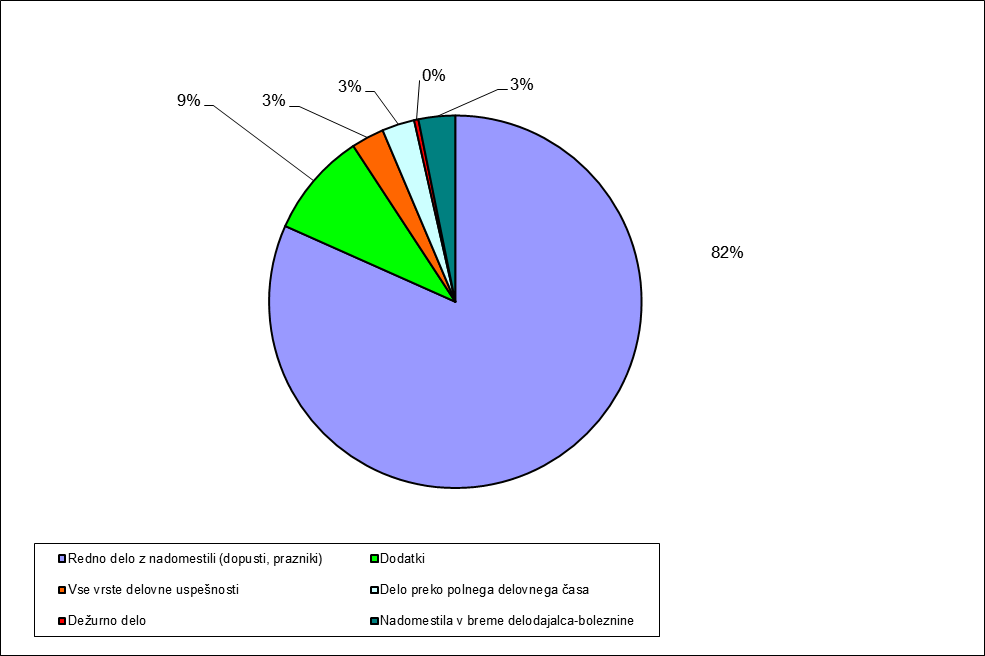 0%
3%
3%
3%
9%
82%
Redno delo z nadomestili (dopusti, prazniki)
Dodatki
Vse vrste delovne uspešnosti
Delo preko polnega delovnega časa
Dežurno delo
Nadomestila v breme delodajalca-boleznine